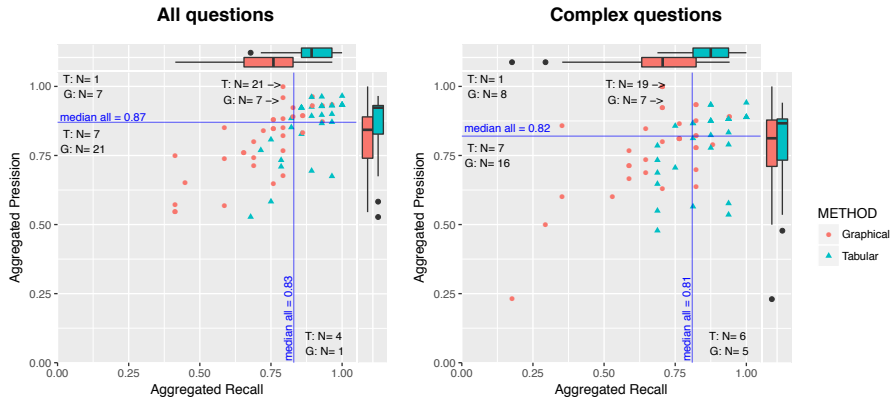 All questions
Complex questions
T: N= 1
G: N= 7
T: N= 21 –>
G: N= 7 –>
median all = 0.87
T: N= 7
G: N= 21
median all = 0.83
T: N= 4
G: N= 1
1.00
0.75
0.50
0.25
0.00
0.00
0.25
0.50
0.75
1.00
Aggregated Presision
Aggregated Recall
T: N= 1
G: N= 8
T: N= 19 –>
G: N= 7 –>
median all = 0.82
T: N= 7
G: N= 16
median all = 0.81
T: N= 6
G: N= 5
1.00
0.75
0.50
0.25
0.00
0.00
0.25
0.50
0.75
1.00
Aggregated Presision
Aggregated Recall
METHOD
Graphical
Tabular